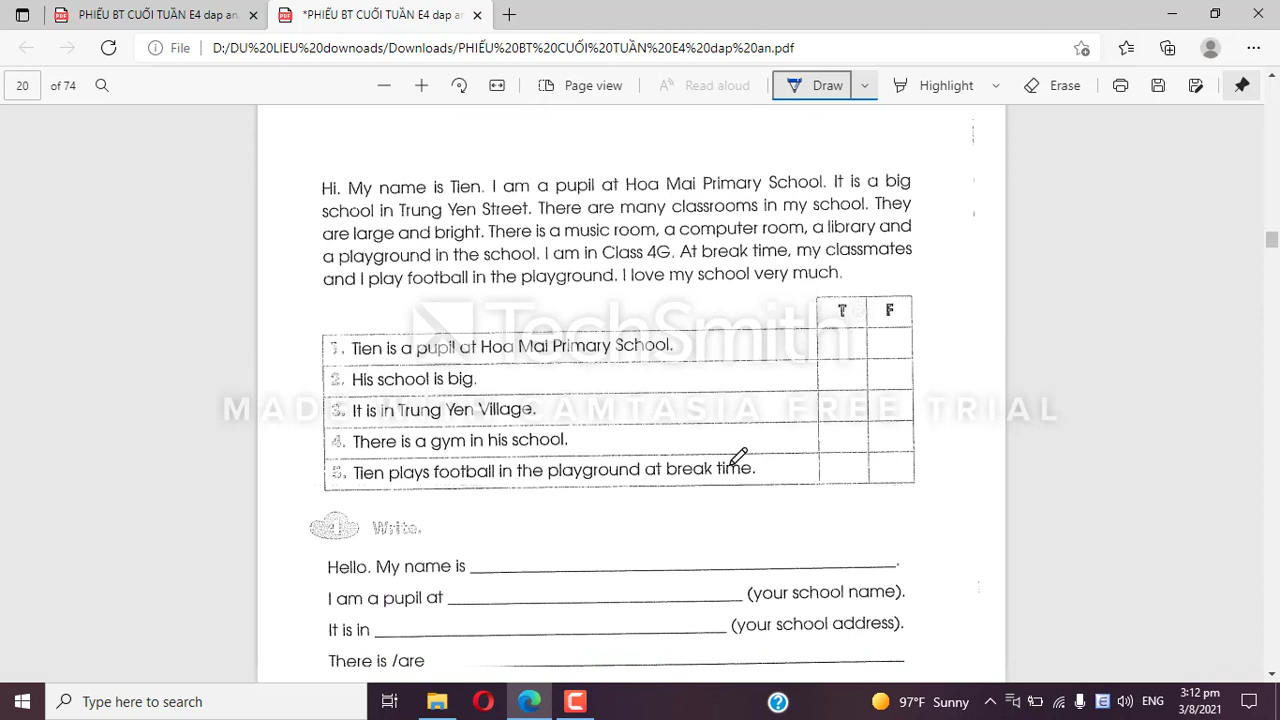 PHIẾU BT CUỐI TUẦN E4 dap an.
*PHIẾU BT CUỐI TUẦN E4 dap ar
File
D:/DU%20LIEU%20downoads/Downloads/PHIẾU%20BT%20CUỐI%20TUẦN%20E4%20dap%20an.pdf
20 of 74
Page view
Read aloud
Draw
Highlight
Erase
Hi. My name is Tien. I am a pupil at Hoa Mai Primary School. It is a big
school in Trung Yen Street. There are many classrooms in my school. They
are large and bright. There is a music room, a computer room, a library and
a playground in the school. I am in Class 4G. At break time, my classmates
and I play football in the playground. I love my school very much.
TechSmith
MADE WITH CAMTASIA FREE TRIAL
T F
1. Tien is a pupil at Hoa Mai Primary School.
2. His school is big.
3. It is in Trung Yen Village.
4. There is a gym in his school.
5. Tien plays football in the playground at break time.
4 Write.
Hello. My name is .
I am a pupil at (your school name).
It is in (your school address).
There is /are
Type here to search
97°F Sunny
ENG
3:12 pm
3/8/2021